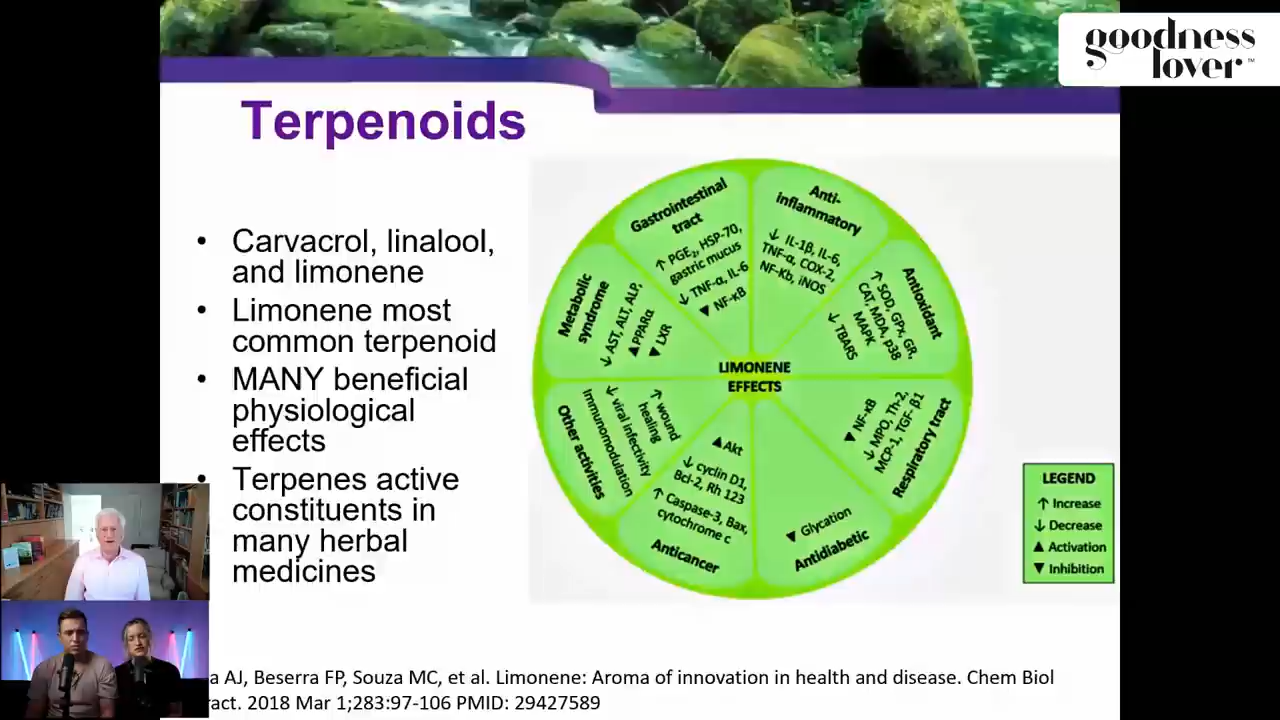 goodness
lover™
Terpenoids
• Carvacrol, linalool,
and limonene
• Limonene most
common terpenoid
• MANY beneficial
physiological
effects
• Terpenes active
constituents in
many herbal
medicines
Gastrointestinal
tract
↑ PGE₂, HSP-70,
gastric mucus
↓ TNF-α, IL-6
▼ NF-κB
Anti-
inflammatory
↓ IL-1β, IL-6,
TNF-α, COX-2,
NF-Kb, iNOS
Antioxidant
↑ SOD, GPx, GR,
CAT, MDA, p38
MAPK
↓ TBARS
Respiratory tract
▼ NF-κB
↓ MPO, Th-2,
MCP-1, TGF-β1
Antidiabetic
▼ Glycation
Anticancer
▲ Akt
↓ cyclin D1,
Bcl-2, Rh 123
↑ Caspase-3, Bax,
cytochrome c
Other activities
Immunomodulation
↓ viral infectivity
↑ wound
healing
Metabolic
syndrome
↓ AST, ALT, ALP,
▲ PPARα
▼ LXR
LIMONENE
EFFECTS
LEGEND
↑ Increase
↓ Decrease
▲ Activation
▼ Inhibition
a AJ, Beserra FP, Souza MC, et al. Limonene: Aroma of innovation in health and disease. Chem Biol
ract. 2018 Mar 1;283:97-106 PMID: 29427589